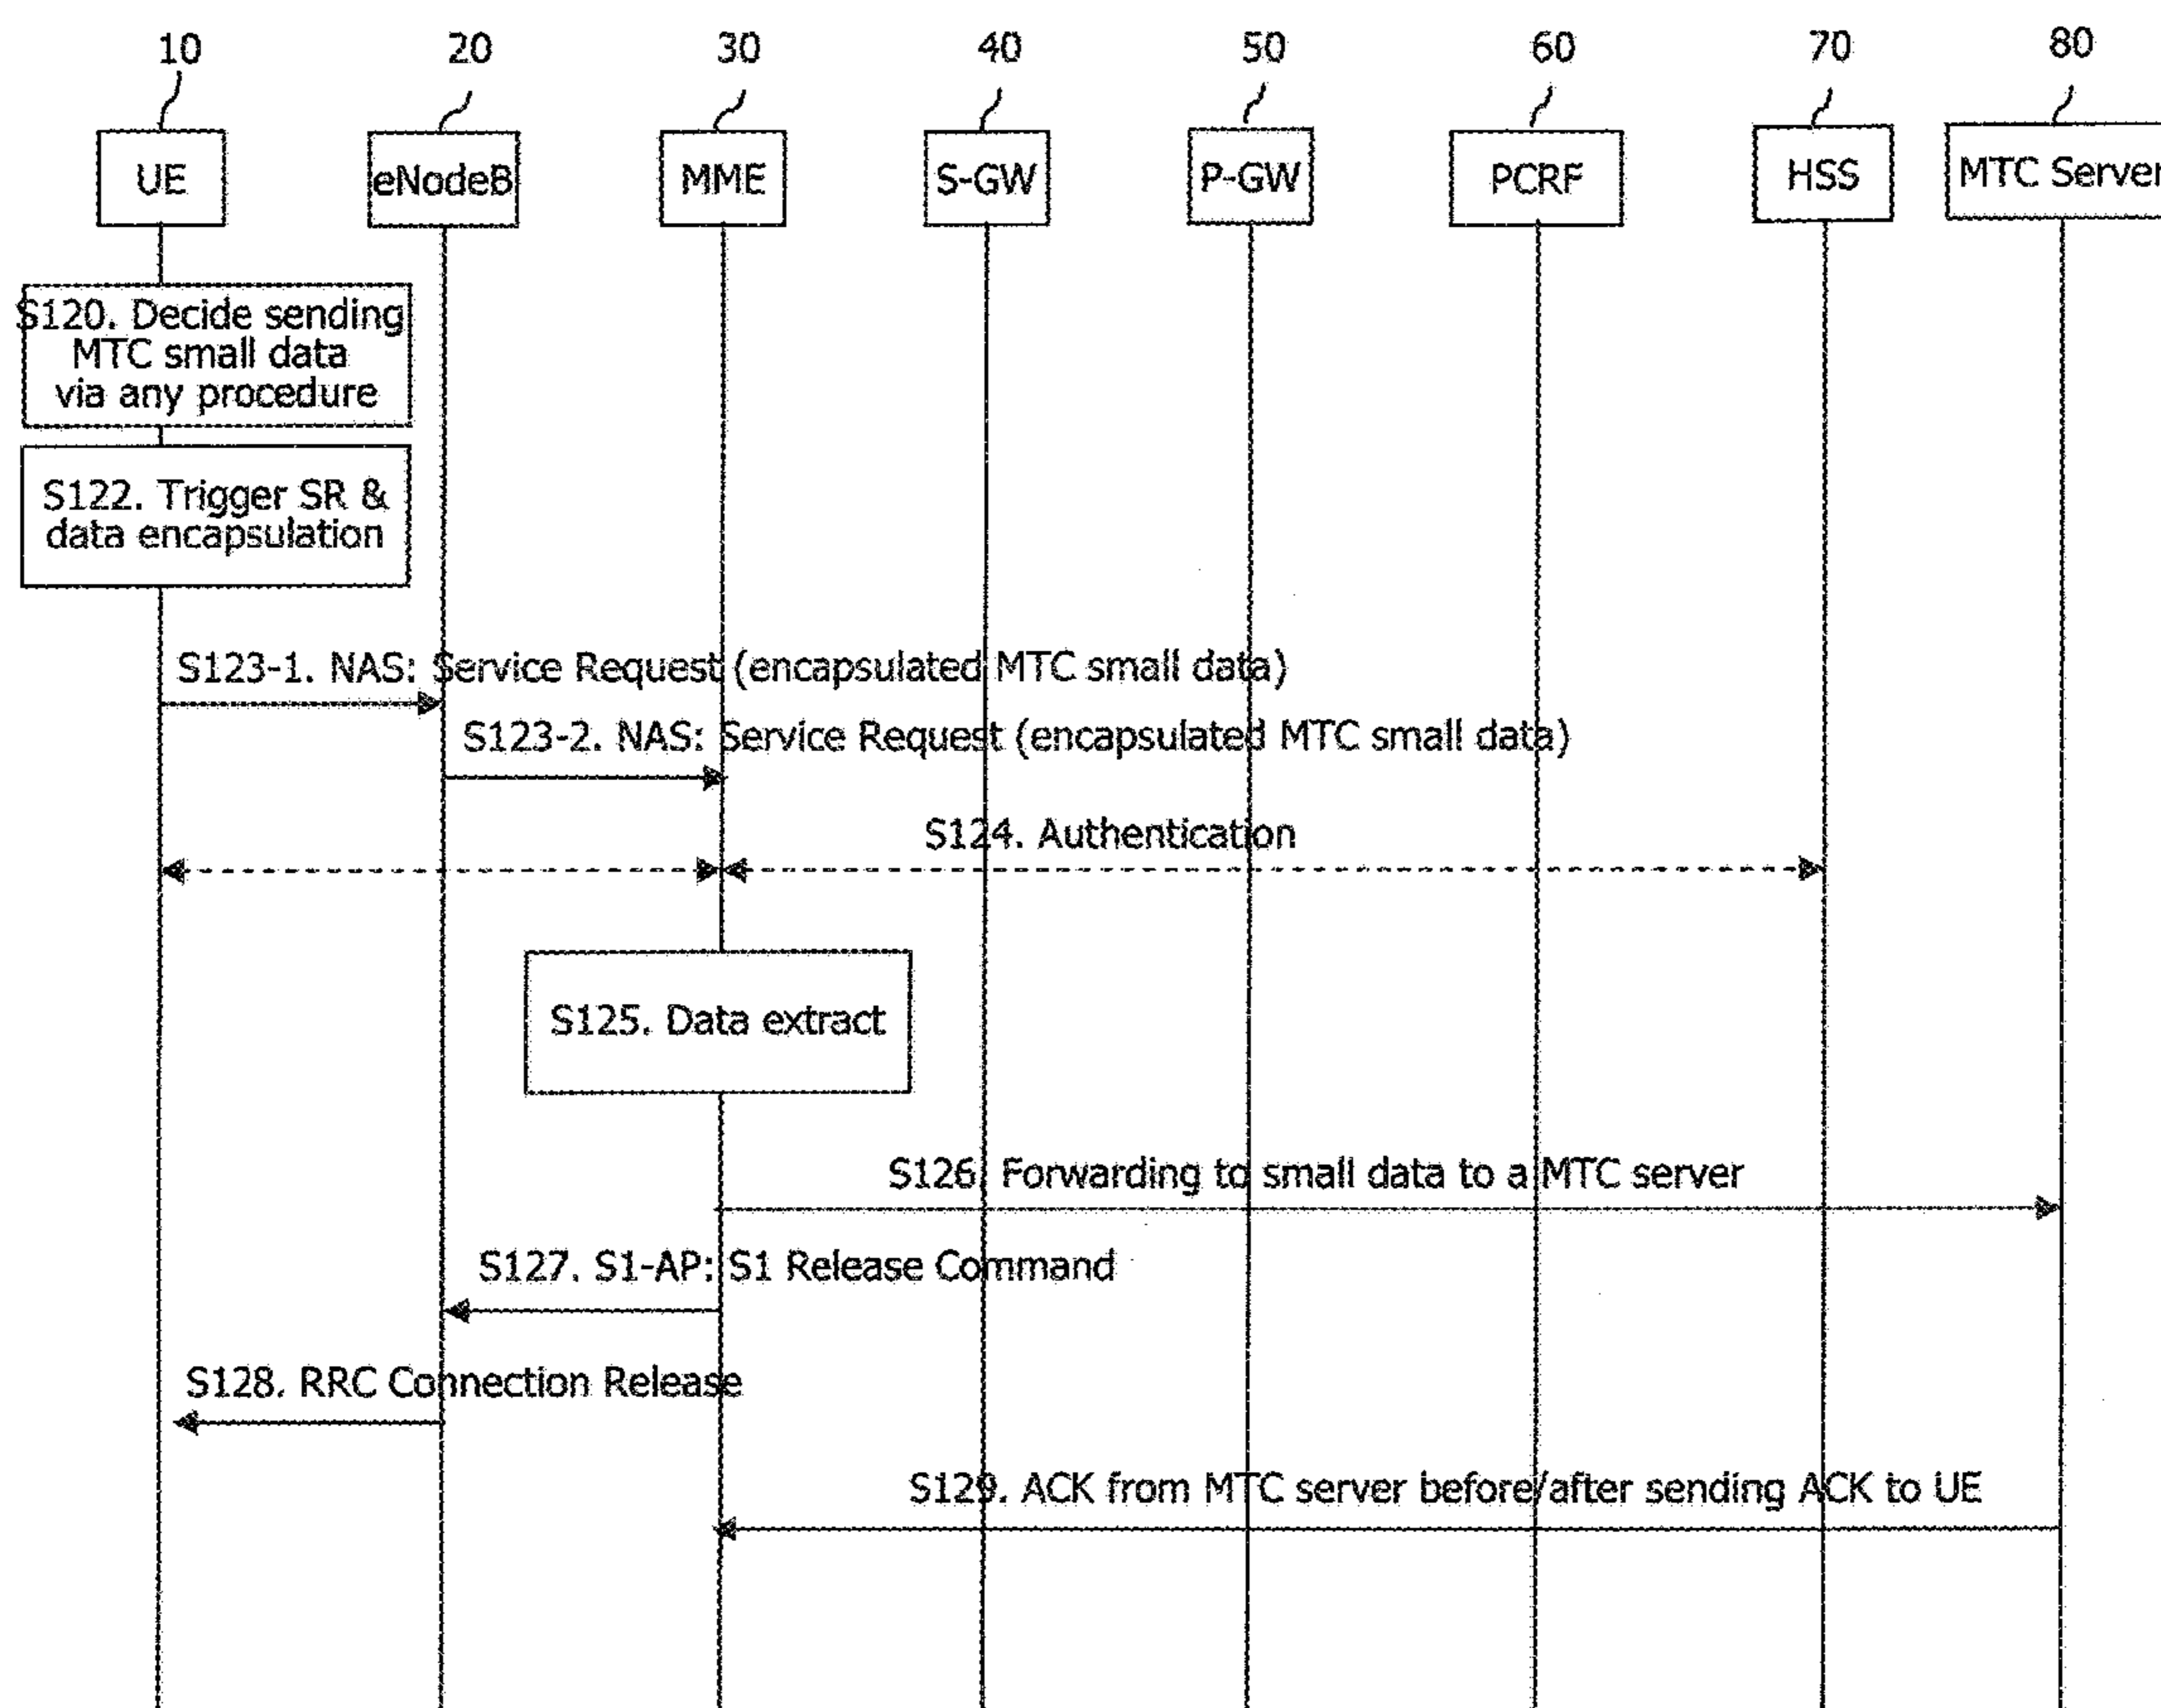 10 20 30 40 50 60 70 80
UE eNodeB MME S-GW P-GW PCRF HSS MTC Server
S120. Decide sending
MTC small data
via any procedure
S122. Trigger SR &
data encapsulation
S123-1. NAS: Service Request (encapsulated MTC small data)
S123-2. NAS: Service Request (encapsulated MTC small data)
S124. Authentication
S125. Data extract
S126. Forwarding to small data to a MTC server
S127. S1-AP: S1 Release Command
S128. RRC Connection Release
S129. ACK from MTC server before/after sending ACK to UE